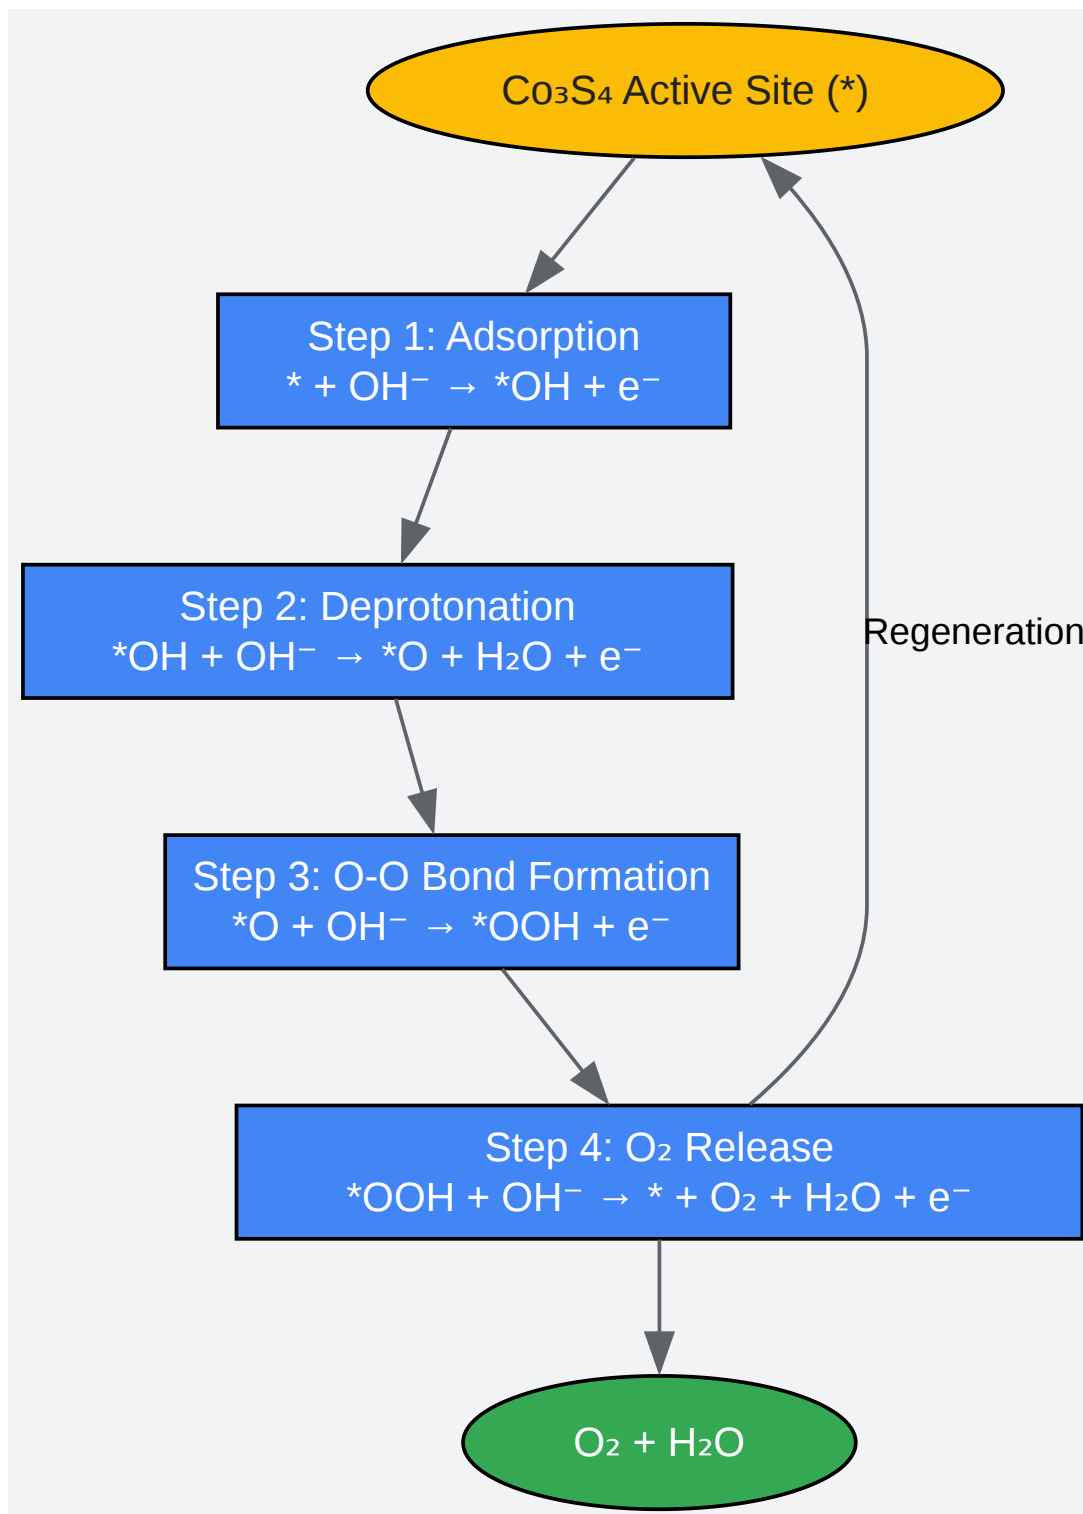 Co₃S₄ Active Site (*)
Step 1: Adsorption
* + OH⁻ → *OH + e⁻
Step 2: Deprotonation
*OH + OH⁻ → *O + H₂O + e⁻
Regeneration
Step 3: O-O Bond Formation
*O + OH⁻ → *OOH + e⁻
Step 4: O₂ Release
*OOH + OH⁻ → * + O₂ + H₂O + e⁻
O₂ + H₂O